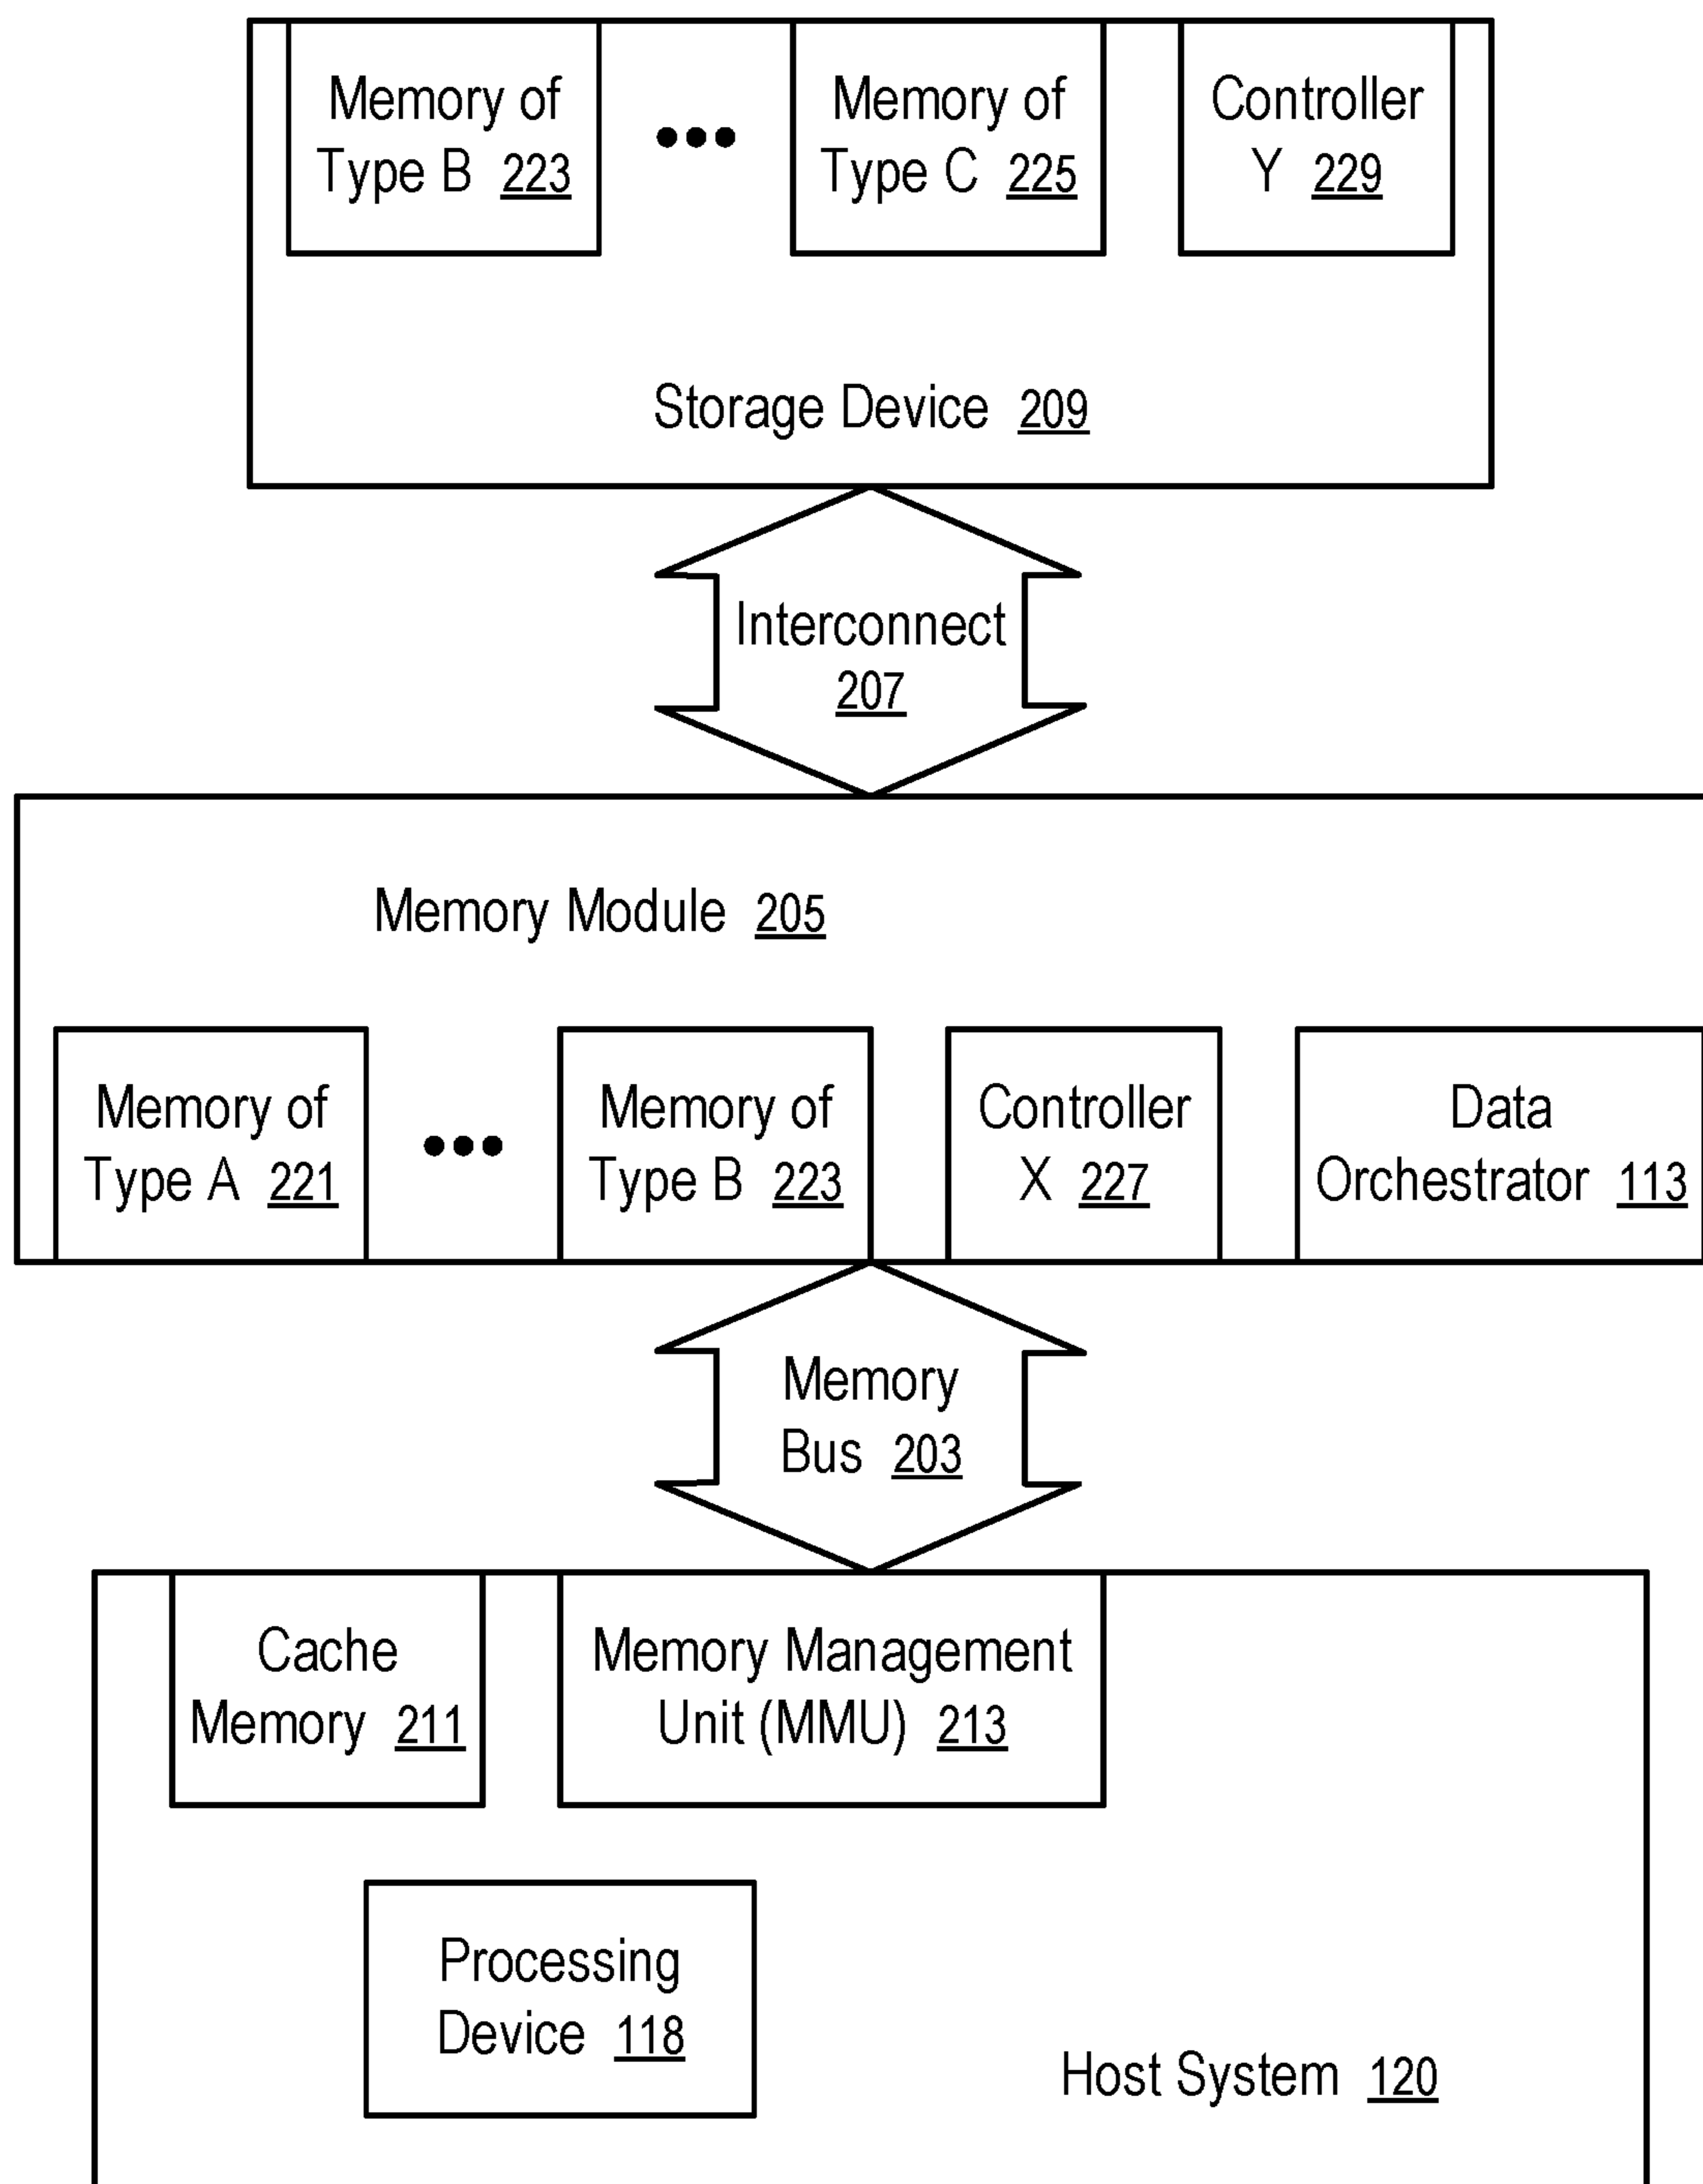 Memory of
Type B 223
Memory of
Type C 225
Controller
Y 229
Storage Device 209
Interconnect
207
Memory Module 205
Memory of
Type A 221
Memory of
Type B 223
Controller
X 227
Data
Orchestrator 113
Memory
Bus 203
Cache
Memory 211
Memory Management
Unit (MMU) 213
Processing
Device 118
Host System 120